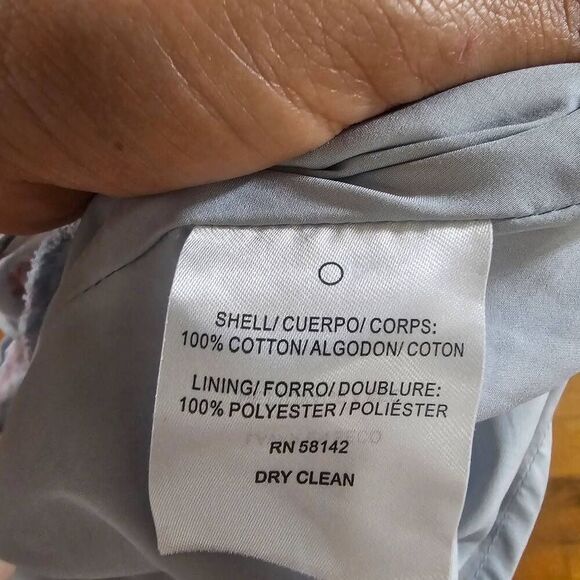 SHELL/ CUERPO/ CORPS:
100% COTTON/ALGODON/ COTON
LINING/ FORRO/ DOUBLURE:
100% POLYESTER / POLIÉSTER
RN 58142
DRY CLEAN